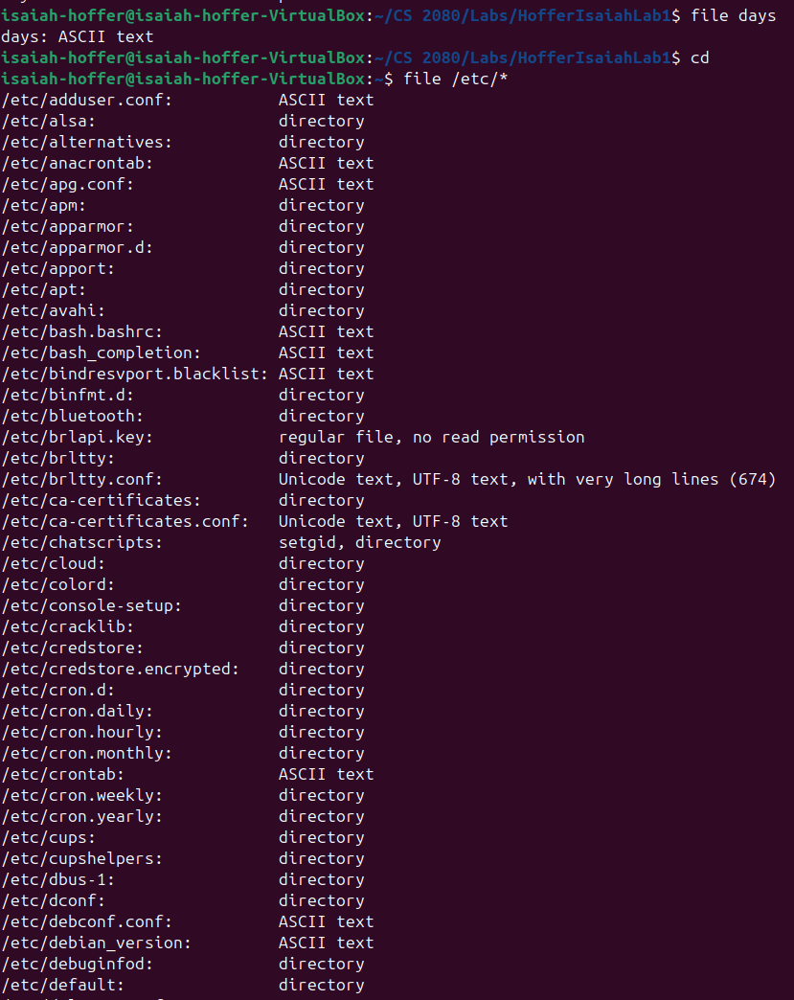 isaiah-hoffer@isaiah-hoffer-VirtualBox:~/CS 2080/Labs/HofferIsaiahLab1$ file days
days: ASCII text
isaiah-hoffer@isaiah-hoffer-VirtualBox:~/CS 2080/Labs/HofferIsaiahLab1$ cd
isaiah-hoffer@isaiah-hoffer-VirtualBox:~$ file /etc/*
/etc/adduser.conf:           ASCII text
/etc/alsa:                   directory
/etc/alternatives:           directory
/etc/anacrontab:             ASCII text
/etc/apg.conf:               ASCII text
/etc/apm:                    directory
/etc/apparmor:               directory
/etc/apparmor.d:             directory
/etc/apport:                 directory
/etc/apt:                    directory
/etc/avahi:                  directory
/etc/bash.bashrc:            ASCII text
/etc/bash_completion:        ASCII text
/etc/bindresvport.blacklist: ASCII text
/etc/binfmt.d:               directory
/etc/bluetooth:              directory
/etc/brlapi.key:             regular file, no read permission
/etc/brltty:                 directory
/etc/brltty.conf:            Unicode text, UTF-8 text, with very long lines (674)
/etc/ca-certificates:        directory
/etc/ca-certificates.conf:   Unicode text, UTF-8 text
/etc/chatscripts:            setgid, directory
/etc/cloud:                  directory
/etc/colord:                 directory
/etc/console-setup:          directory
/etc/cracklib:               directory
/etc/credstore:              directory
/etc/credstore.encrypted:    directory
/etc/cron.d:                 directory
/etc/cron.daily:             directory
/etc/cron.hourly:            directory
/etc/cron.monthly:           directory
/etc/crontab:                ASCII text
/etc/cron.weekly:            directory
/etc/cron.yearly:            directory
/etc/cups:                   directory
/etc/cupshelpers:            directory
/etc/dbus-1:                 directory
/etc/dconf:                  directory
/etc/debconf.conf:           ASCII text
/etc/debian_version:         ASCII text
/etc/debuginfod:             directory
/etc/default:                directory